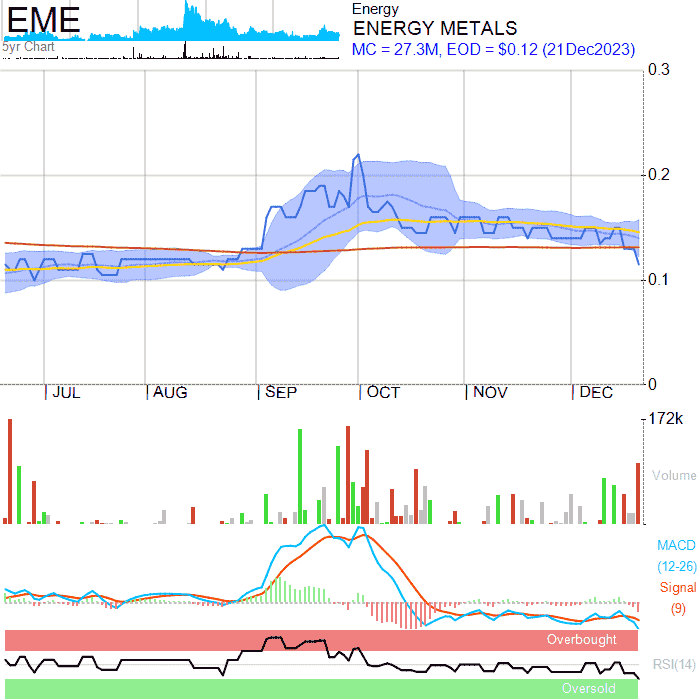 EME
5yr Chart
Energy
ENERGY METALS
MC = 27.3M, EOD = $0.12 (21Dec2023)
0.3
0.2
0.1
0
JUL AUG SEP OCT NOV DEC
172k
Volume
MACD
(12-26)
Signal
(9)
Overbought
RSI(14)
Oversold